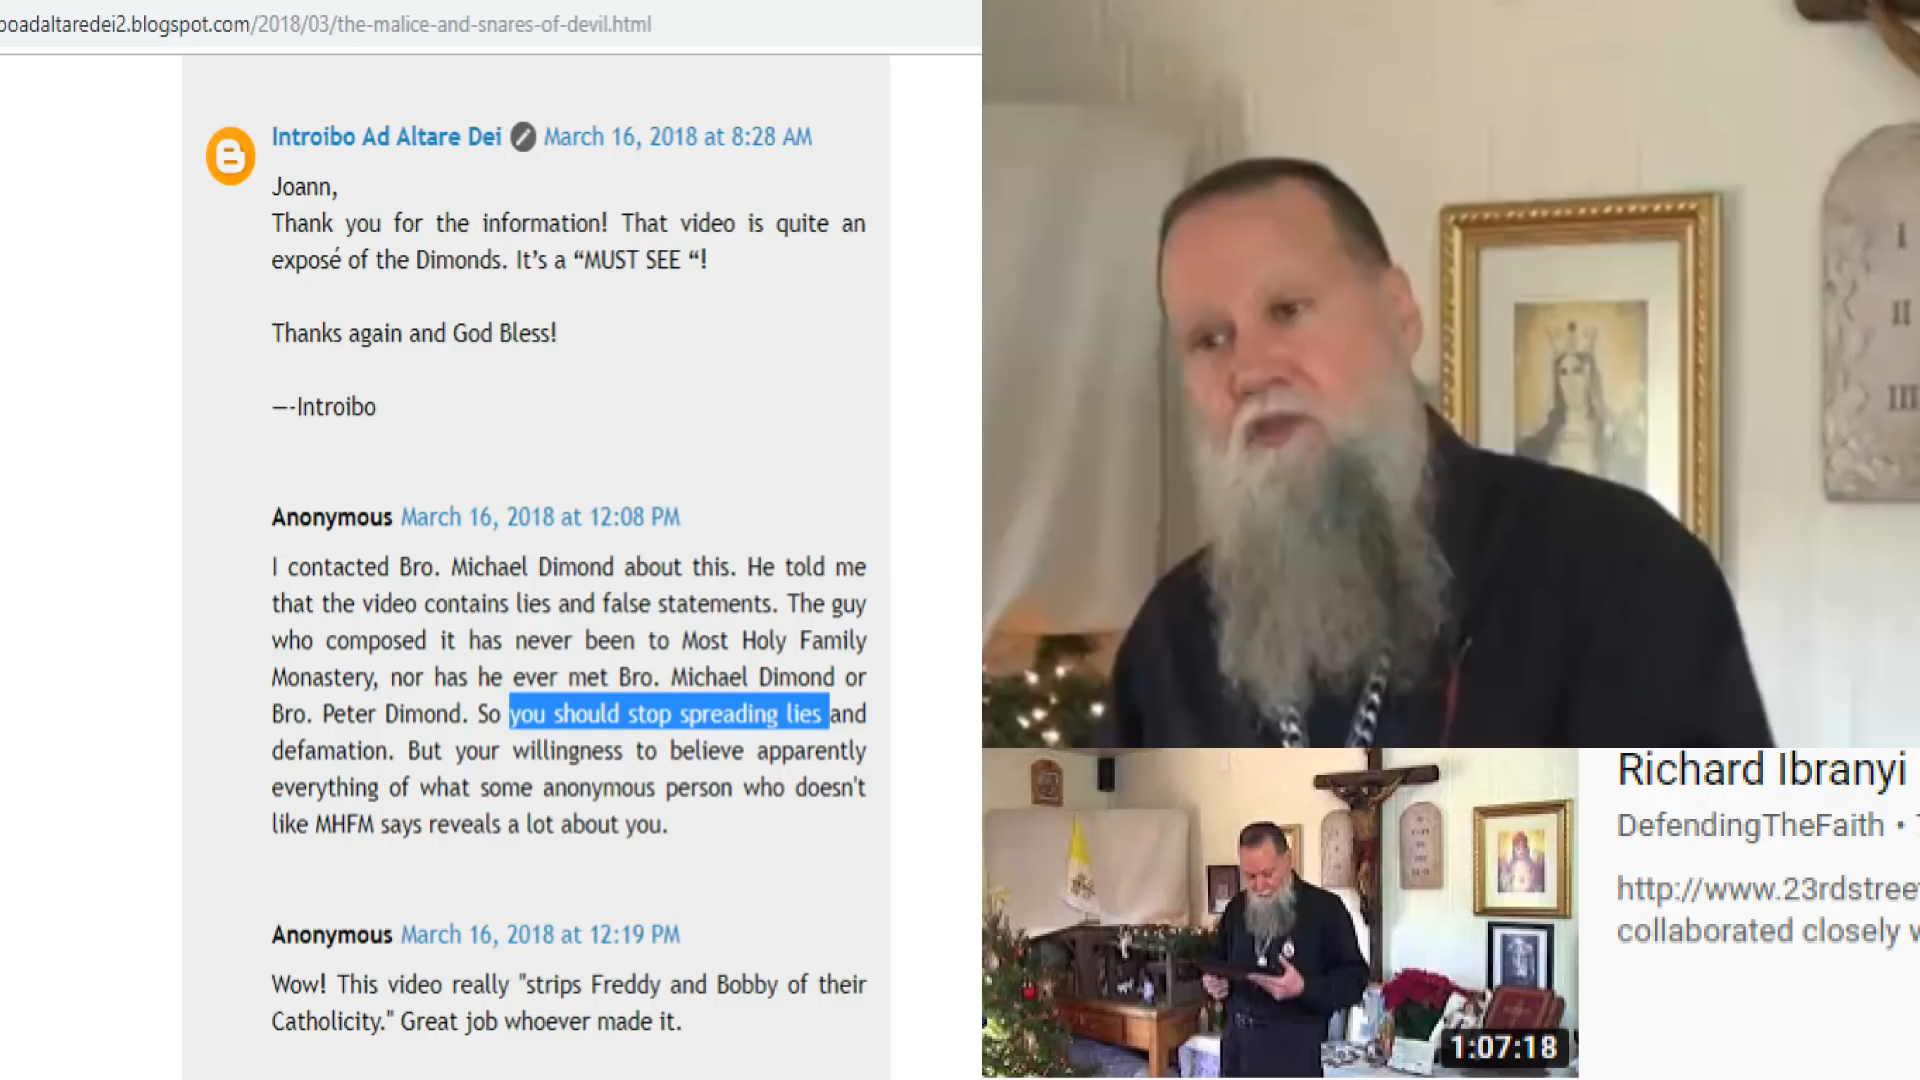 boadaltaredei2.blogspot.com/2018/03/the-malice-and-snares-of-devil.html
Introibo Ad Altare Dei March 16, 2018 at 8:28 AM
Joann,
Thank you for the information! That video is quite an
exposé of the Dimonds. It’s a “MUST SEE “!
Thanks again and God Bless!
—-Introibo
Anonymous March 16, 2018 at 12:08 PM
I contacted Bro. Michael Dimond about this. He told me
that the video contains lies and false statements. The guy
who composed it has never been to Most Holy Family
Monastery, nor has he ever met Bro. Michael Dimond or
Bro. Peter Dimond. So you should stop spreading lies and
defamation. But your willingness to believe apparently
everything of what some anonymous person who doesn't
like MHFM says reveals a lot about you.
Anonymous March 16, 2018 at 12:19 PM
Wow! This video really "strips Freddy and Bobby of their
Catholicity." Great job whoever made it.
I
II
III
1:07:18
Richard Ibranyi
DefendingTheFaith •
http://www.23rdstree
collaborated closely w